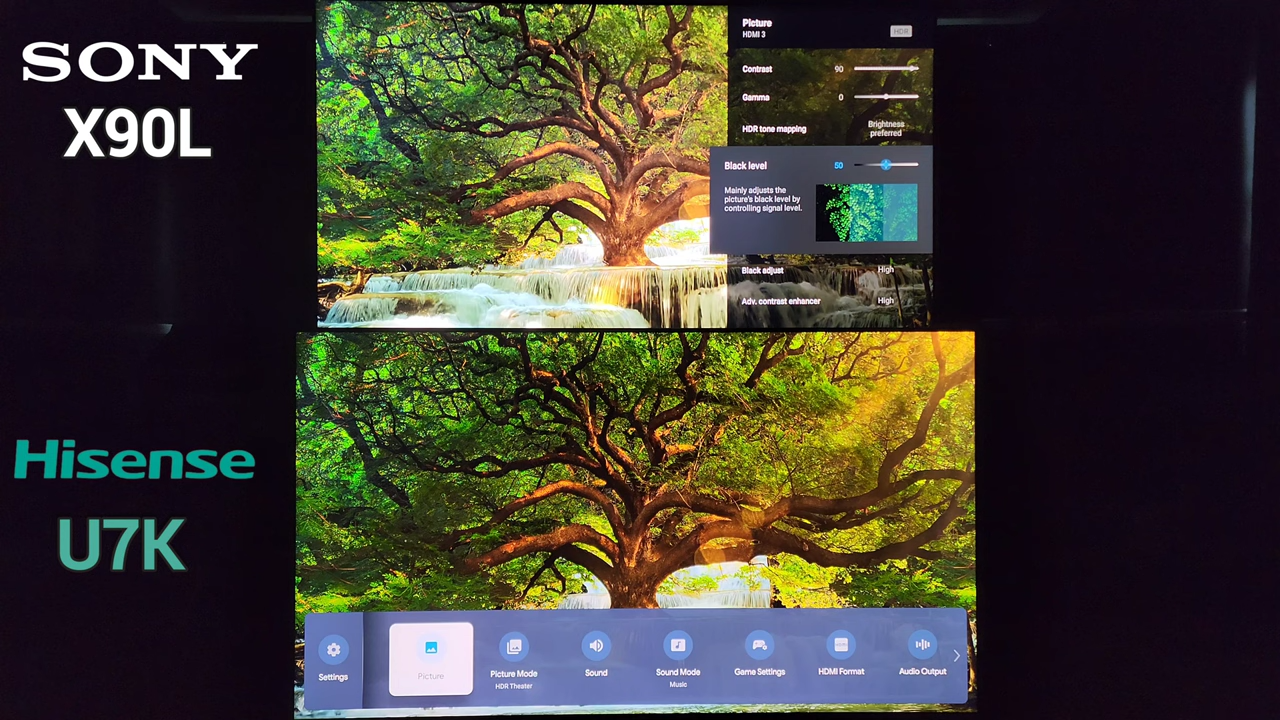 SONY
X90L
Picture
HDMI 3
HDR
Contrast 90
Gamma 0
HDR tone mapping Brightness
preferred
Black level 50
Mainly adjusts the
picture's black level by
controlling signal level.
Black adjust High
Adv. contrast enhancer High
Hisense
U7K
Settings
Picture
Picture Mode
HDR Theater
Sound
Sound Mode
Music
Game Settings
HDMI Format
Audio Output